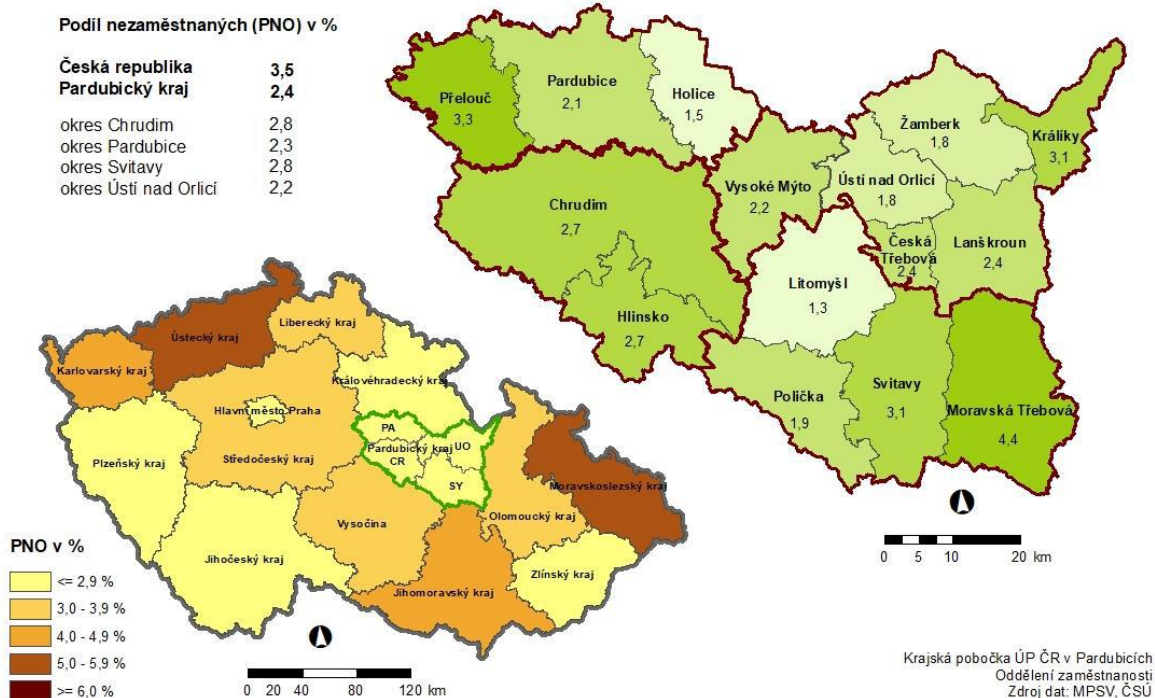 Podíl nezaměstnaných (PNO) v %
Česká republika 3,5
Pardubický kraj 2,4
okres Chrudim 2,8
okres Pardubice 2,3
okres Svitavy 2,8
okres Ústí nad Orlicí 2,2
Přelouč
3,3
Pardubice
2,1
Holice
1,5
Žamberk
1,8
Králíky
3,1
Vysoké Mýto
2,2
Ústí nad Orlicí
1,8
Chrudim
2,7
Česká
Třebová
2,4
Lanškroun
2,4
Litomyšl
1,3
Hlinsko
2,7
Polička
1,9
Svitavy
3,1
Moravská Třebová
4,4
0 5 10 20 km
Ústecký kraj
Liberecký kraj
Karlovarský kraj
Královéhradecký kraj
Hlavní město Praha
PA
Pardubický kraj
UO
CR
SY
Plzeňský kraj
Středočeský kraj
Moravskoslezský kraj
Vysočina
Olomoucký kraj
Jihočeský kraj
Zlínský kraj
Jihomoravský kraj
PNO v %
<= 2,9 %
3,0 - 3,9 %
4,0 - 4,9 %
5,0 - 5,9 %
>= 6,0 %
0 20 40 80 120 km
Krajská pobočka ÚP ČR v Pardubicích
Oddělení zaměstnanosti
Zdroj dat: MPSV, ČSÚ